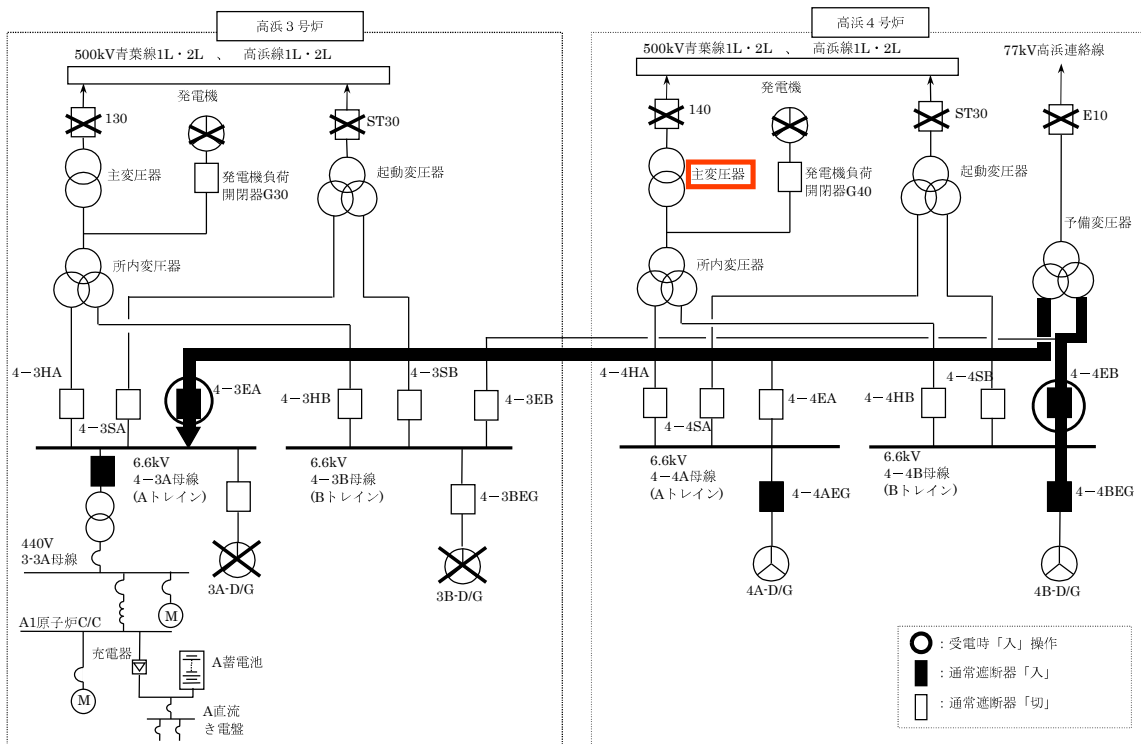 高浜３号炉
500kV青葉線1L・2L　、　高浜線1L・2L
発電機
130
ST30
主変圧器
発電機負荷
開閉器G30
起動変圧器
所内変圧器
4－3HA
4－3SA
4－3EA
4－3HB
4－3SB
4－3EB
6.6kV
4－3A母線
(Aトレイン)
6.6kV
4－3B母線
(Bトレイン)
4－3BEG
440V
3-3A母線
3A-D/G
3B-D/G
M
A1原子炉C/C
充電器
A蓄電池
M
A直流
き電盤
高浜４号炉
500kV青葉線1L・2L　、　高浜線1L・2L
77kV高浜連絡線
発電機
140
ST30
E10
主変圧器
発電機負荷
開閉器G40
起動変圧器
予備変圧器
所内変圧器
4－4HA
4－4SA
4－4EA
4－4HB
4－4SB
4－4EB
6.6kV
4－4A母線
(Aトレイン)
6.6kV
4－4B母線
(Bトレイン)
4－4AEG
4－4BEG
4A-D/G
4B-D/G
：受電時「入」操作
：通常遮断器「入」
：通常遮断器「切」